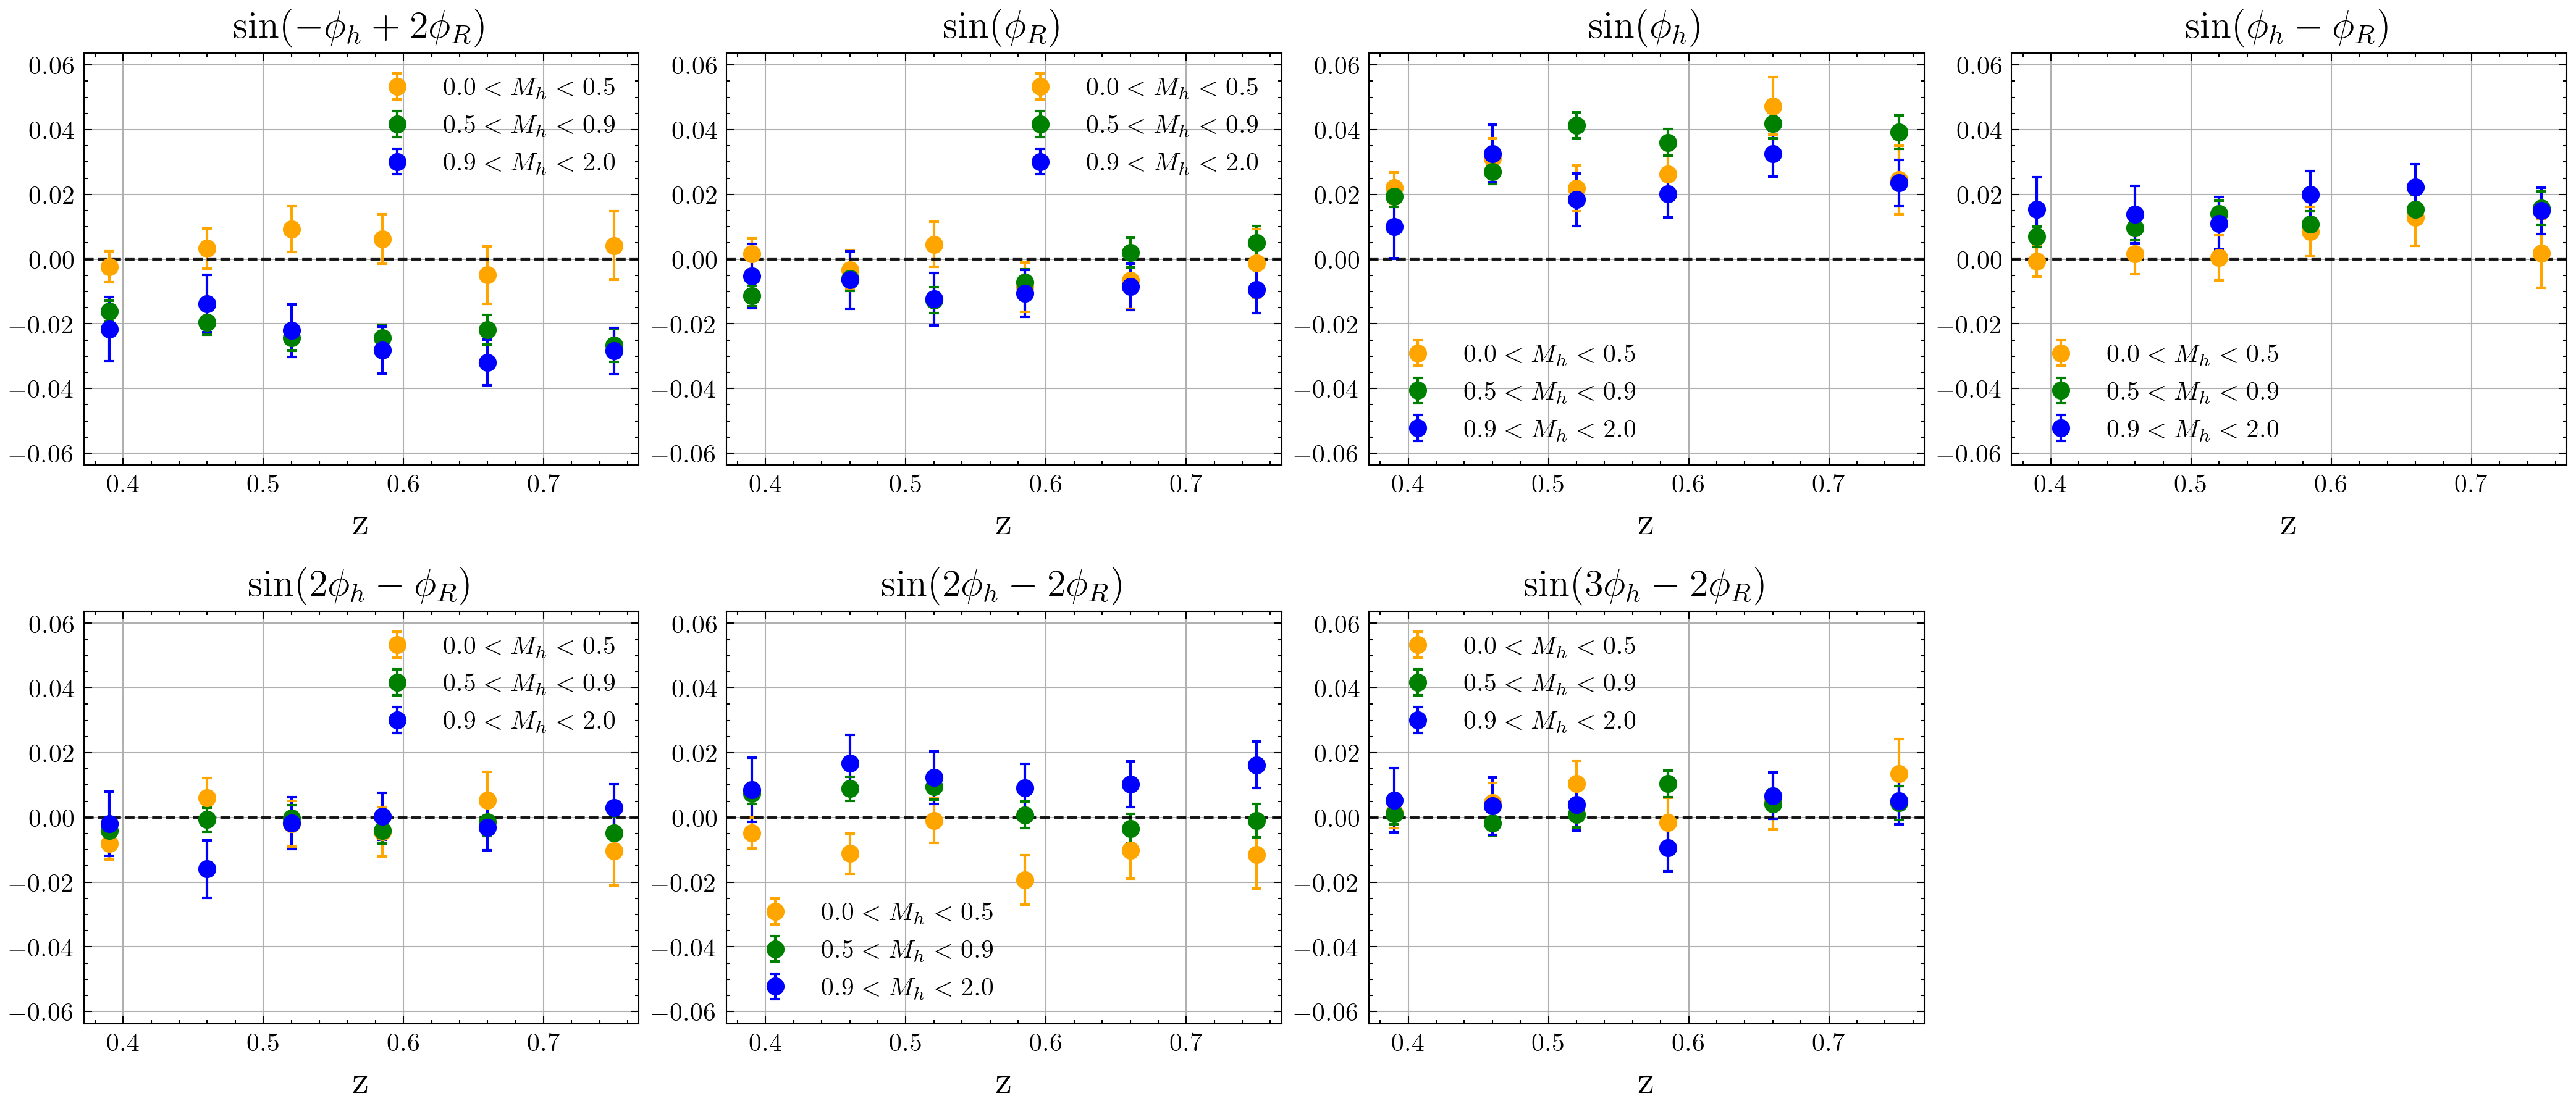 sin(−ϕ_h + 2ϕ_R)
0.06
0.04
0.02
0.00
−0.02
−0.04
−0.06
0.0 < M_h < 0.5
0.5 < M_h < 0.9
0.9 < M_h < 2.0
0.4 0.5 0.6 0.7
z
sin(ϕ_R)
0.06
0.04
0.02
0.00
−0.02
−0.04
−0.06
0.0 < M_h < 0.5
0.5 < M_h < 0.9
0.9 < M_h < 2.0
0.4 0.5 0.6 0.7
z
sin(ϕ_h)
0.06
0.04
0.02
0.00
−0.02
−0.04
−0.06
0.0 < M_h < 0.5
0.5 < M_h < 0.9
0.9 < M_h < 2.0
0.4 0.5 0.6 0.7
z
sin(ϕ_h − ϕ_R)
0.06
0.04
0.02
0.00
−0.02
−0.04
−0.06
0.0 < M_h < 0.5
0.5 < M_h < 0.9
0.9 < M_h < 2.0
0.4 0.5 0.6 0.7
z
sin(2ϕ_h − ϕ_R)
0.06
0.04
0.02
0.00
−0.02
−0.04
−0.06
0.0 < M_h < 0.5
0.5 < M_h < 0.9
0.9 < M_h < 2.0
0.4 0.5 0.6 0.7
z
sin(2ϕ_h − 2ϕ_R)
0.06
0.04
0.02
0.00
−0.02
−0.04
−0.06
0.0 < M_h < 0.5
0.5 < M_h < 0.9
0.9 < M_h < 2.0
0.4 0.5 0.6 0.7
z
sin(3ϕ_h − 2ϕ_R)
0.06
0.04
0.02
0.00
−0.02
−0.04
−0.06
0.0 < M_h < 0.5
0.5 < M_h < 0.9
0.9 < M_h < 2.0
0.4 0.5 0.6 0.7
z